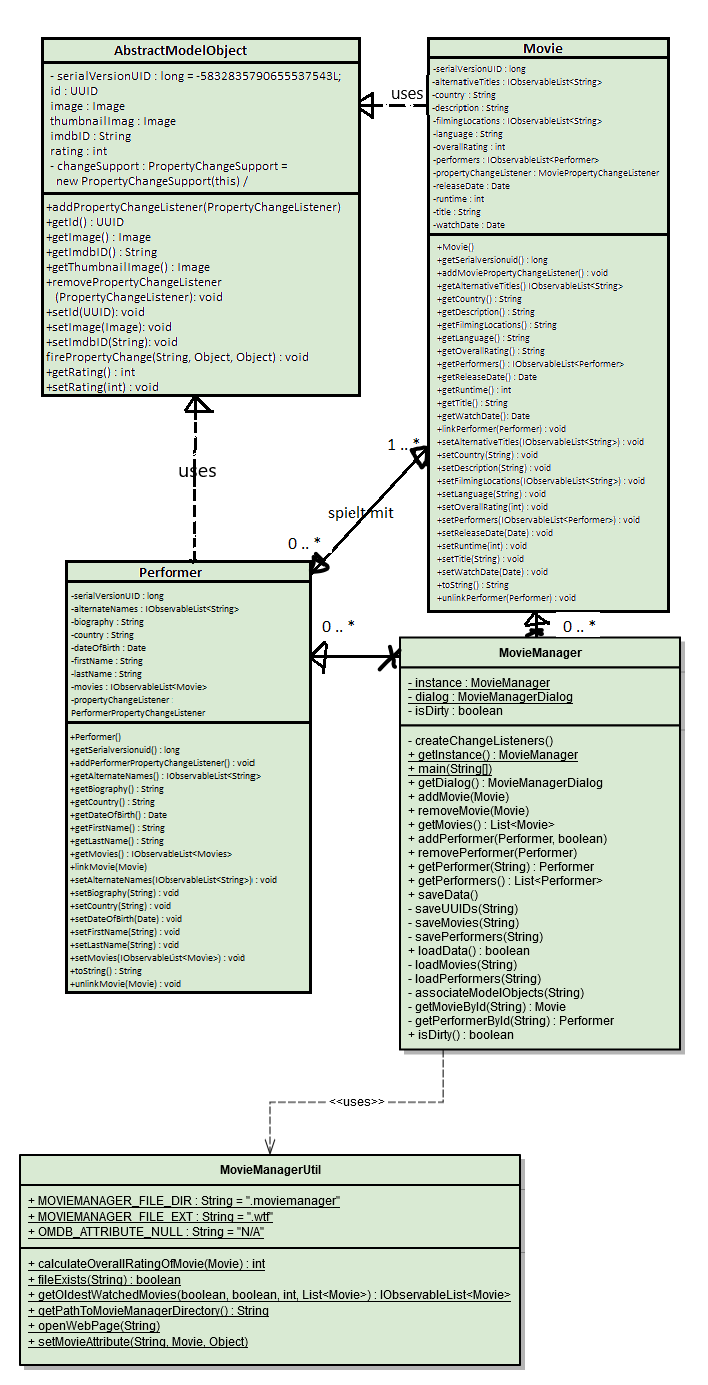 AbstractModelObject
- serialVersionUID : long = -5832835790655537543L;
id : UUID
image : Image
thumbnailImag : Image
imdbID : String
rating : int
- changeSupport : PropertyChangeSupport =
new PropertyChangeSupport(this) /
+addPropertyChangeListener(PropertyChangeListener)
+getId() : UUID
+getImage() : Image
+getImdbID() : String
+getThumbnailImage() : Image
+removePropertyChangeListener
(PropertyChangeListener): void
+setId(UUID): void
+setImage(Image): void
+setImdbID(String): void
firePropertyChange(String, Object, Object) : void
+getRating() : int
+setRating(int) : void
uses
Movie
-serialVersionUID : long
-alternativeTitles : IObservableList<String>
-country : String
-description : String
-filmingLocations : IObservableList<String>
-language : String
-overallRating : int
-performers : IObservableList<Performer>
-propertyChangeListener : MoviePropertyChangeListener
-releaseDate : Date
-runtime : int
-title : String
-watchDate : Date
+Movie()
+getSerialversionuid() : long
+addMoviePropertyChangeListener() : void
+getAlternativeTitles() IObservableList<String>
+getCountry() : String
+getDescription() : String
+getFilmingLocations() : String
+getLanguage() : String
+getOverallRating() : String
+getPerformers() : IObservableList<Performer>
+getReleaseDate() : Date
+getRuntime() : int
+getTitle() : String
+getWatchDate(): Date
+linkPerformer(Performer) : void
+setAlternativeTitles(IObservableList<String>) : void
+setCountry(String) : void
+setDescription(String) : void
+setFilmingLocations(IObservableList<String>) : void
+setLanguage(String) : void
+setOverallRating(int) : void
+setPerformers(IObservableList<Performer>) : void
+setReleaseDate(Date) : void
+setRuntime(int) : void
+setTitle(String) : void
+setWatchDate(Date) : void
+toString() : String
+unlinkPerformer(Performer) : void
uses
1 .. *
spielt mit
0 .. *
Performer
-serialVersionUID : long
-alternateNames : IObservableList<String>
-biography : String
-country : String
-dateOfBirth : Date
-firstName : String
-lastName : String
-movies : IObservableList<Movie>
-propertyChangeListener :
PerformerPropertyChangeListener
+Performer()
+getSerialversionuid() : long
+addPerformerPropertyChangeListener() : void
+getAlternateNames() : IObservableList<String>
+getBiography() : String
+getCountry() : String
+getDateOfBirth() : Date
+getFirstName() : String
+getLastName() : String
+getMovies() : IObservableList<Movies>
+linkMovie(Movie)
+setAlternateNames(IObservableList<String>) : void
+setBiography(String) : void
+setCountry(String) : void
+setDateOfBirth(Date) : void
+setFirstName(String) : void
+setLastName(String) : void
+setMovies(IObservableList<Movie>) : void
+toString() : String
+unlinkMovie(Movie) : void
0 .. *
0 .. *
MovieManager
- instance : MovieManager
- dialog : MovieManagerDialog
- isDirty : boolean
- createChangeListeners()
+ getInstance() : MovieManager
+ main(String[])
+ getDialog() : MovieManagerDialog
+ addMovie(Movie)
+ removeMovie(Movie)
+ getMovies() : List<Movie>
+ addPerformer(Performer, boolean)
+ removePerformer(Performer)
+ getPerformer(String) : Performer
+ getPerformers() : List<Performer>
+ saveData()
- saveUUIDs(String)
- saveMovies(String)
- savePerformers(String)
+ loadData() : boolean
- loadMovies(String)
- loadPerformers(String)
- associateModelObjects(String)
- getMovieById(String) : Movie
- getPerformerById(String) : Performer
+ isDirty() : boolean
<<uses>>
MovieManagerUtil
+ MOVIEMANAGER_FILE_DIR : String = ".moviemanager"
+ MOVIEMANAGER_FILE_EXT : String = ".wtf"
+ OMDB_ATTRIBUTE_NULL : String = "N/A"
+ calculateOverallRatingOfMovie(Movie) : int
+ fileExists(String) : boolean
+ getOldestWatchedMovies(boolean, boolean, int, List<Movie>) : IObservableList<Movie>
+ getPathToMovieManagerDirectory() : String
+ openWebPage(String)
+ setMovieAttribute(String, Movie, Object)